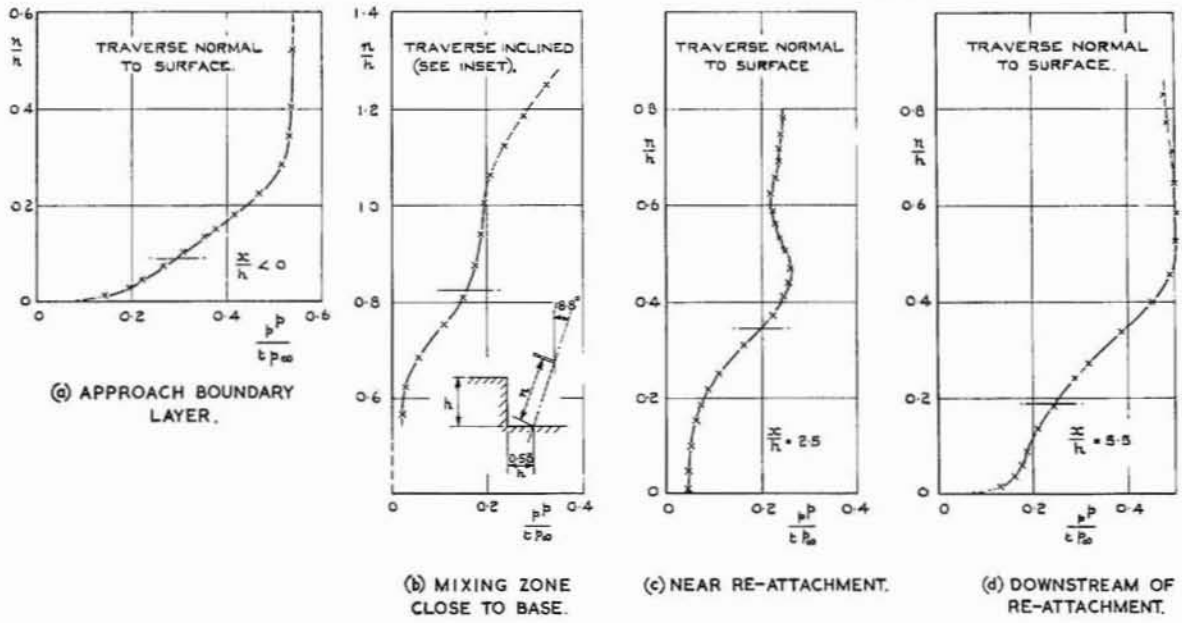 0.6
n/h
0.4
0.2
0
TRAVERSE NORMAL
TO SURFACE.
x/h < 0
0 0.2 0.4 0.6
p^p
t p∞
(a) APPROACH BOUNDARY
LAYER.
1.4
n/h
1.2
1.0
0.8
0.6
TRAVERSE INCLINED
(SEE INSET).
h
n
0.55
h
0 0.2 0.4
p^p
t p∞
(b) MIXING ZONE
CLOSE TO BASE.
TRAVERSE NORMAL
TO SURFACE
0.8
n/h
0.6
0.4
0.2
0
x/h = 2.5
0 0.2 0.4
p^p
t p∞
(c) NEAR RE-ATTACHMENT.
TRAVERSE NORMAL
TO SURFACE.
0.8
n/h
0.6
0.4
0.2
0
x/h = 5.5
0 0.2 0.4
p^p
t p∞
(d) DOWNSTREAM OF
RE-ATTACHMENT.